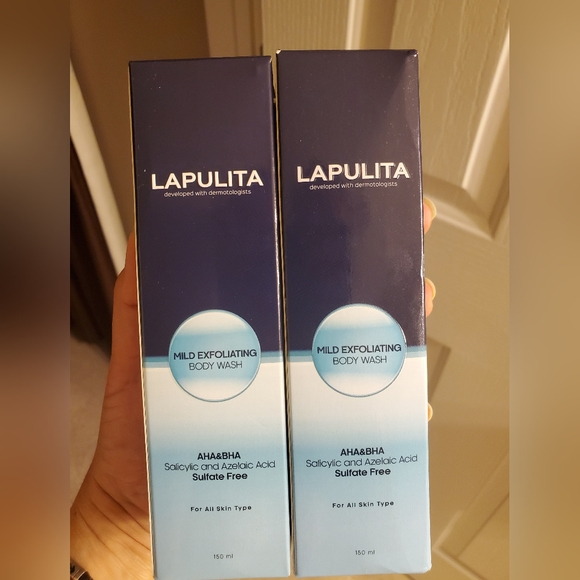 LAPULITA
developed with dermotologists
MILD EXFOLIATING
BODY WASH
AHA&BHA
Salicylic and Azelaic Acid
Sulfate Free
For All Skin Type
150 ml
LAPULITA
developed with dermotologists
MILD EXFOLIATING
BODY WASH
AHA&BHA
Salicylic and Azelaic Acid
Sulfate Free
For All Skin Type
150 ml